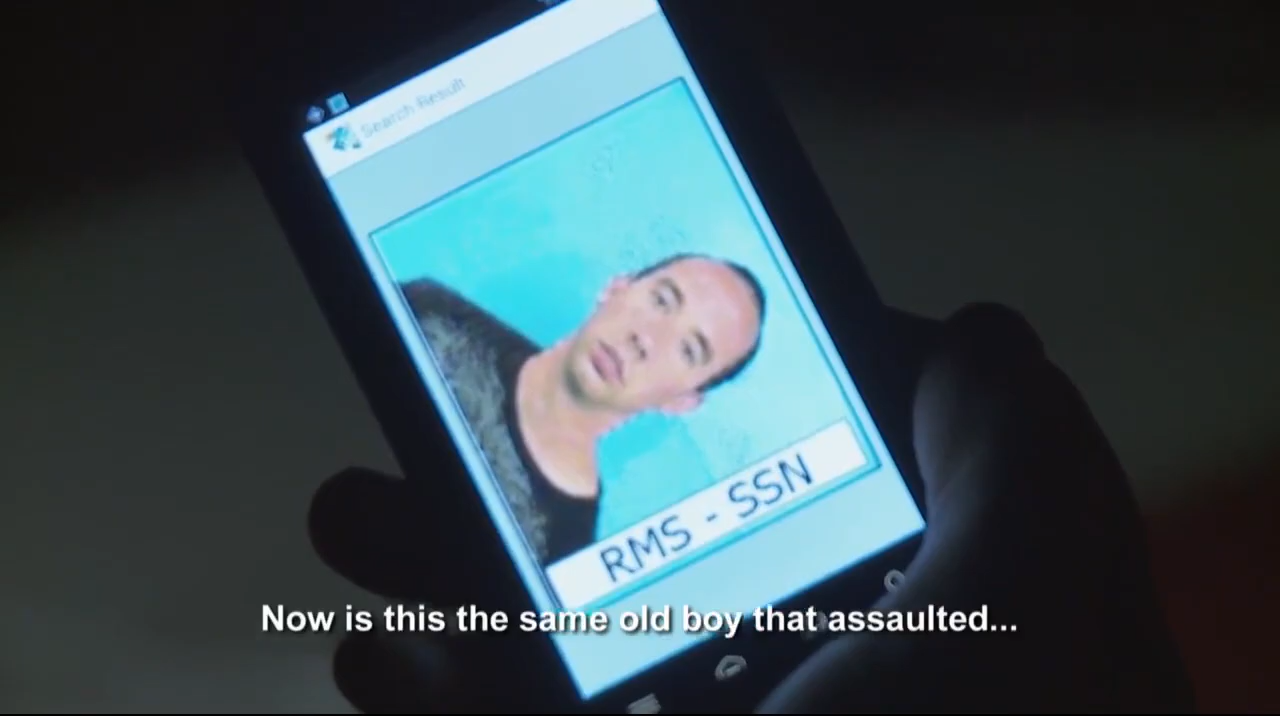 Search Result
RMS - SSN
Now is this the same old boy that assaulted...